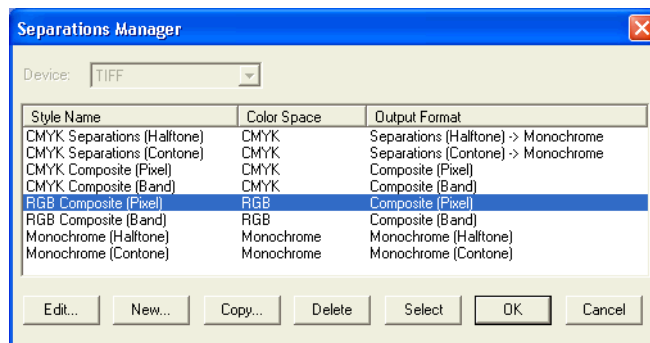 Separations Manager
Device: TIFF
Style Name Color Space Output Format
CMYK Separations (Halftone) CMYK Separations (Halftone) -> Monochrome
CMYK Separations (Contone) CMYK Separations (Contone) -> Monochrome
CMYK Composite (Pixel) CMYK Composite (Pixel)
CMYK Composite (Band) CMYK Composite (Band)
RGB Composite (Pixel) RGB Composite (Pixel)
RGB Composite (Band) RGB Composite (Band)
Monochrome (Halftone) Monochrome Monochrome (Halftone)
Monochrome (Contone) Monochrome Monochrome (Contone)
Edit... New... Copy... Delete Select OK Cancel